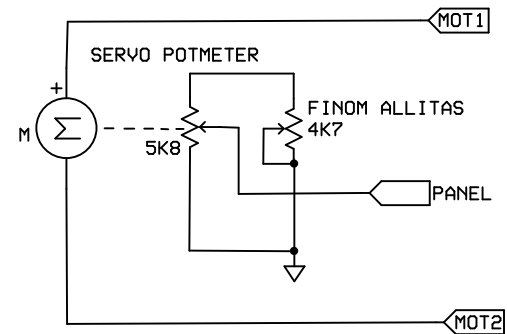 MOT1
SERVO POTMETER
+
FINOM ALLITAS
4K7
M
5K8
PANEL
MOT2